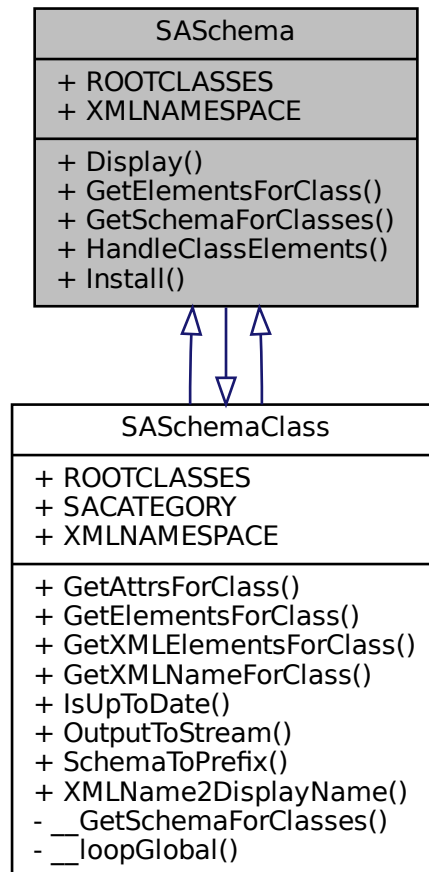 SASchema
+ ROOTCLASSES
+ XMLNAMESPACE
+ Display()
+ GetElementsForClass()
+ GetSchemaForClasses()
+ HandleClassElements()
+ Install()
SASchemaClass
+ ROOTCLASSES
+ SACATEGORY
+ XMLNAMESPACE
+ GetAttrsForClass()
+ GetElementsForClass()
+ GetXMLElementsForClass()
+ GetXMLNameForClass()
+ IsUpToDate()
+ OutputToStream()
+ SchemaToPrefix()
+ XMLName2DisplayName()
- __GetSchemaForClasses()
- __loopGlobal()